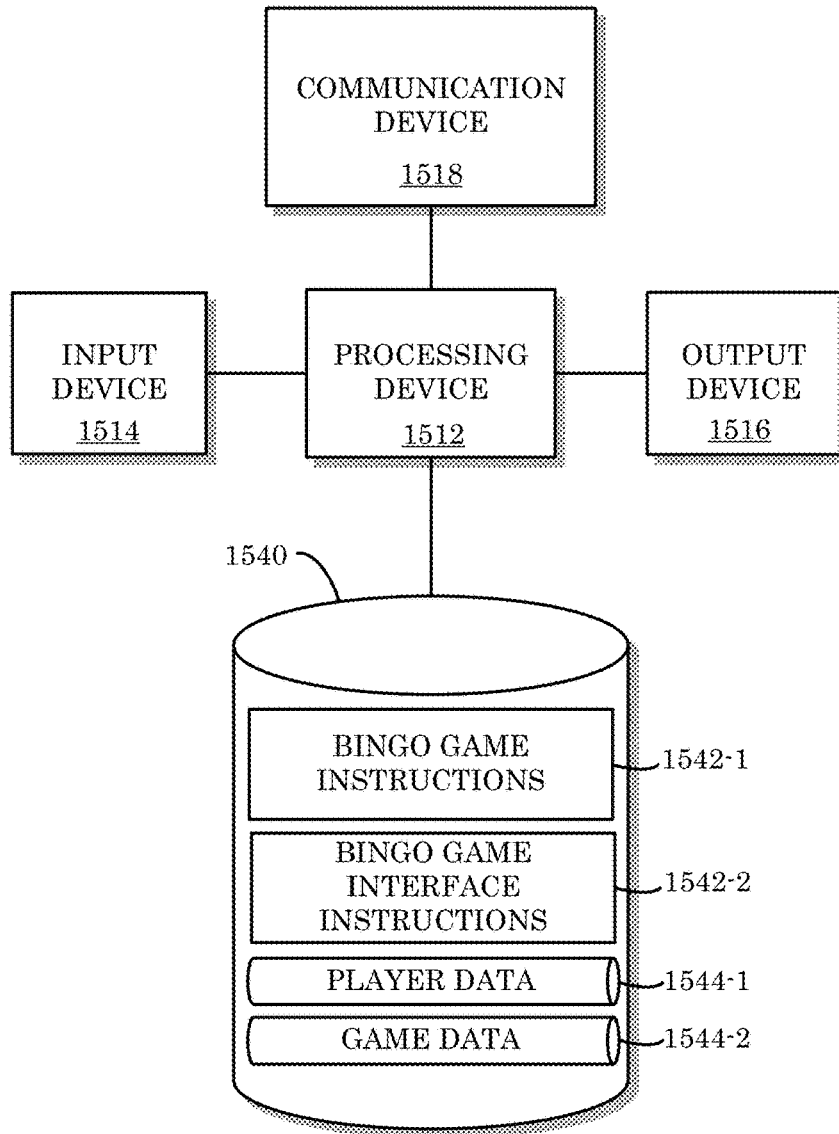 COMMUNICATION
DEVICE
1518
INPUT
DEVICE
1514
PROCESSING
DEVICE
1512
OUTPUT
DEVICE
1516
1540
BINGO GAME
INSTRUCTIONS
1542-1
BINGO GAME
INTERFACE
INSTRUCTIONS
1542-2
PLAYER DATA
1544-1
GAME DATA
1544-2